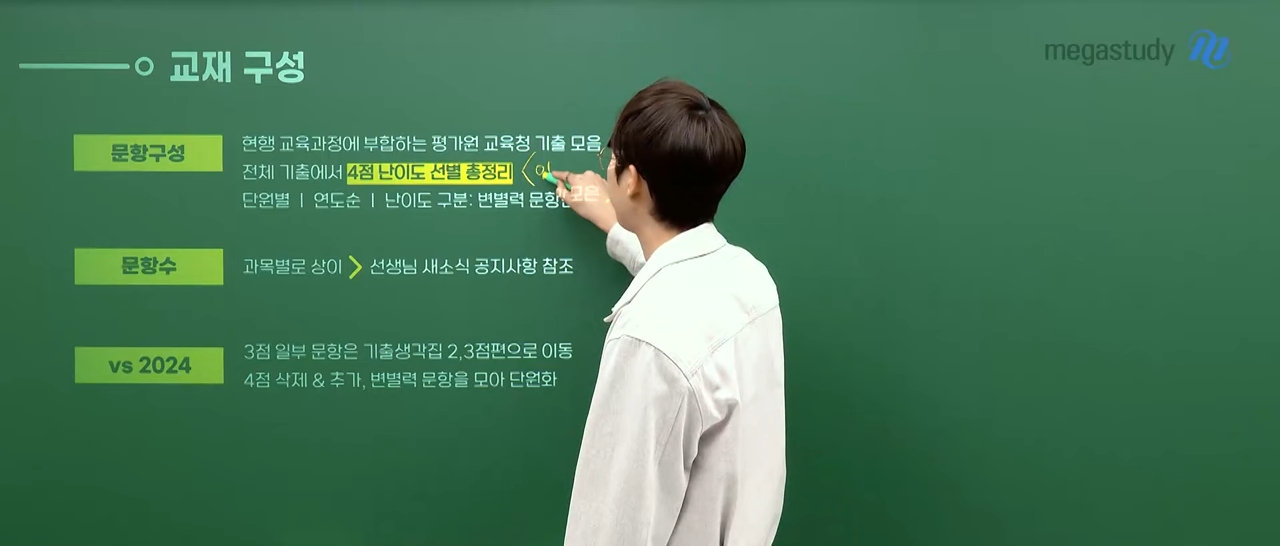 교재 구성
megastudy
문항구성
현행 교육과정에 부합하는 평가원 교육청 기출 모음
전체 기출에서 4점 난이도 선별 총정리
단원별 | 연도순 | 난이도 구분: 변별력 문항만 모은
문항수
과목별로 상이 > 선생님 새소식 공지사항 참조
vs 2024
3점 일부 문항은 기출생각집 2,3점편으로 이동
4점 삭제 & 추가, 변별력 문항을 모아 단원화